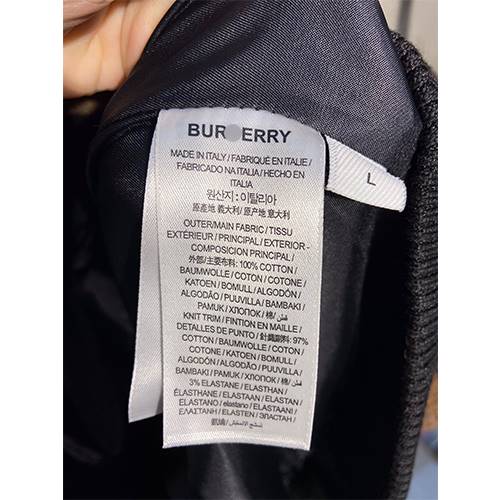 BURBERRY
MADE IN ITALY / FABRIQUÉ EN ITALIE /
FABRICADO NA ITALIA / HECHO EN
ITALIA
원산지: 이탈리아
原產地 義大利 / 原产地 意大利
OUTER/MAIN FABRIC / TISSU
EXTÉRIEUR / PRINCIPAL / EXTERIOR -
COMPOSICION PRINCIPAL /
外部/主要布料: 100% COTTON /
BAUMWOLLE / COTON / COTONE /
KATOEN / BOMULL / ALGODÓN /
ALGODÃO / PUUVILLA / BAMBAKI /
PAMUK / ХЛОПОК / 棉 / قطن
KNIT TRIM / FINTION EN MAILLE /
DETALLES DE PUNTO / 針織副料: 97%
COTTON / BAUMWOLLE / COTON /
COTONE / KATOEN / BOMULL /
ALGODÓN / ALGODÃO / PUUVILLA /
BAMBAKI / PAMUK / ХЛОПОК / 棉 / قطن
3% ELASTANE / ELASTHAN /
ÉLASTHANNE / ELASTAAN / ELASTAN /
ELASTANO / elastano / ELASTAANI /
ΕΛΑΣΤΑΝΗ / ELASTEN / ЭЛАСТАН /
L